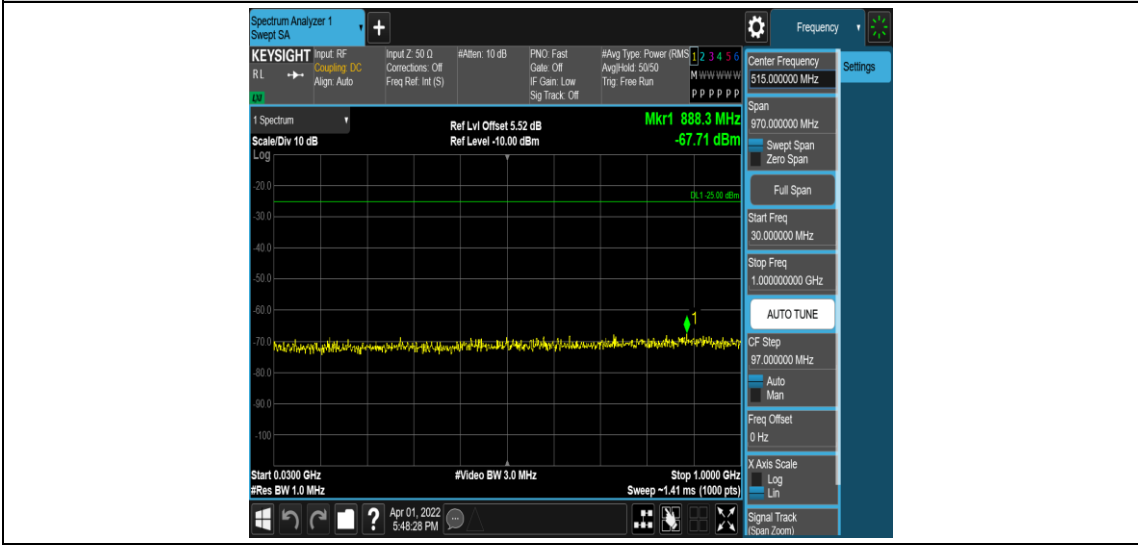 Spectrum Analyzer 1
Swept SA
+
Frequency
KEYSIGHT
RL
LXI
Input: RF
Coupling: DC
Align: Auto
Input Z: 50 Ω
Corrections: Off
Freq Ref: Int (S)
#Atten: 10 dB
PNO: Fast
Gate: Off
IF Gain: Low
Sig Track: Off
#Avg Type: Power (RMS
Avg|Hold: 50/50
Trig: Free Run
1 2 3 4 5 6
M W W W W W
P P P P P P
1 Spectrum
Scale/Div 10 dB
Log
Ref Lvl Offset 5.52 dB
Ref Level -10.00 dBm
Mkr1 888.3 MHz
-67.71 dBm
-20.0
DL1 -25.00 dBm
-30.0
-40.0
-50.0
-60.0
1
-70.0
-80.0
-90.0
-100
Start 0.0300 GHz
#Res BW 1.0 MHz
#Video BW 3.0 MHz
Stop 1.0000 GHz
Sweep ~1.41 ms (1000 pts)
?
Apr 01, 2022
5:48:28 PM
Center Frequency
515.000000 MHz
Settings
Span
970.000000 MHz
Swept Span
Zero Span
Full Span
Start Freq
30.000000 MHz
Stop Freq
1.000000000 GHz
AUTO TUNE
CF Step
97.000000 MHz
Auto
Man
Freq Offset
0 Hz
X Axis Scale
Log
Lin
Signal Track
(Span Zoom)